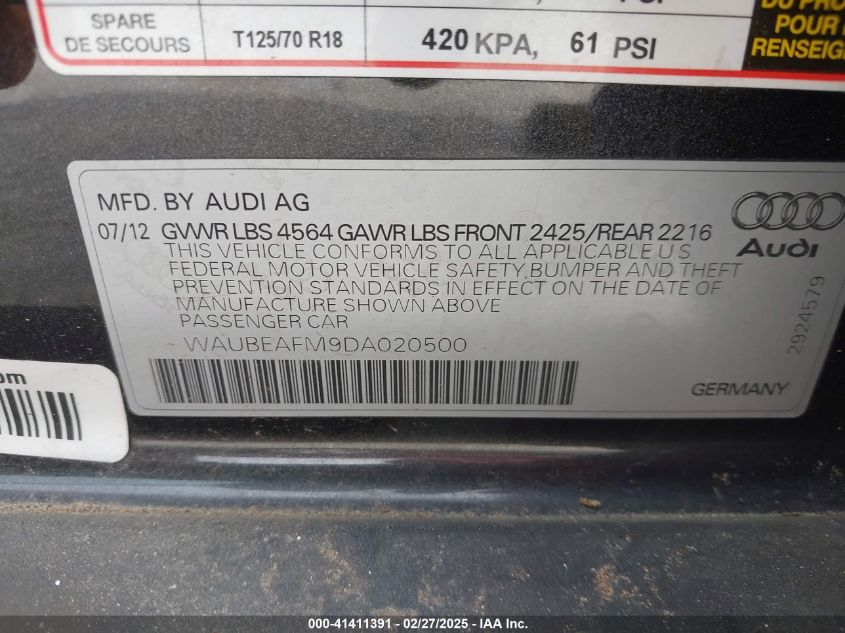 SPARE
DE SECOURS
T125/70 R18
420 KPA, 61 PSI
DU
POUR
RENSEIG
MFD. BY AUDI AG
07/12 GVWR LBS 4564 GAWR LBS FRONT 2425/REAR 2216
THIS VEHICLE CONFORMS TO ALL APPLICABLE U.S.
FEDERAL MOTOR VEHICLE SAFETY,BUMPER AND THEFT
PREVENTION STANDARDS IN EFFECT ON THE DATE OF
MANUFACTURE SHOWN ABOVE
PASSENGER CAR
WAUBEAFM9DA020500
Audi
2924579
GERMANY
om
000-41411391 - 02/27/2025 - IAA Inc.